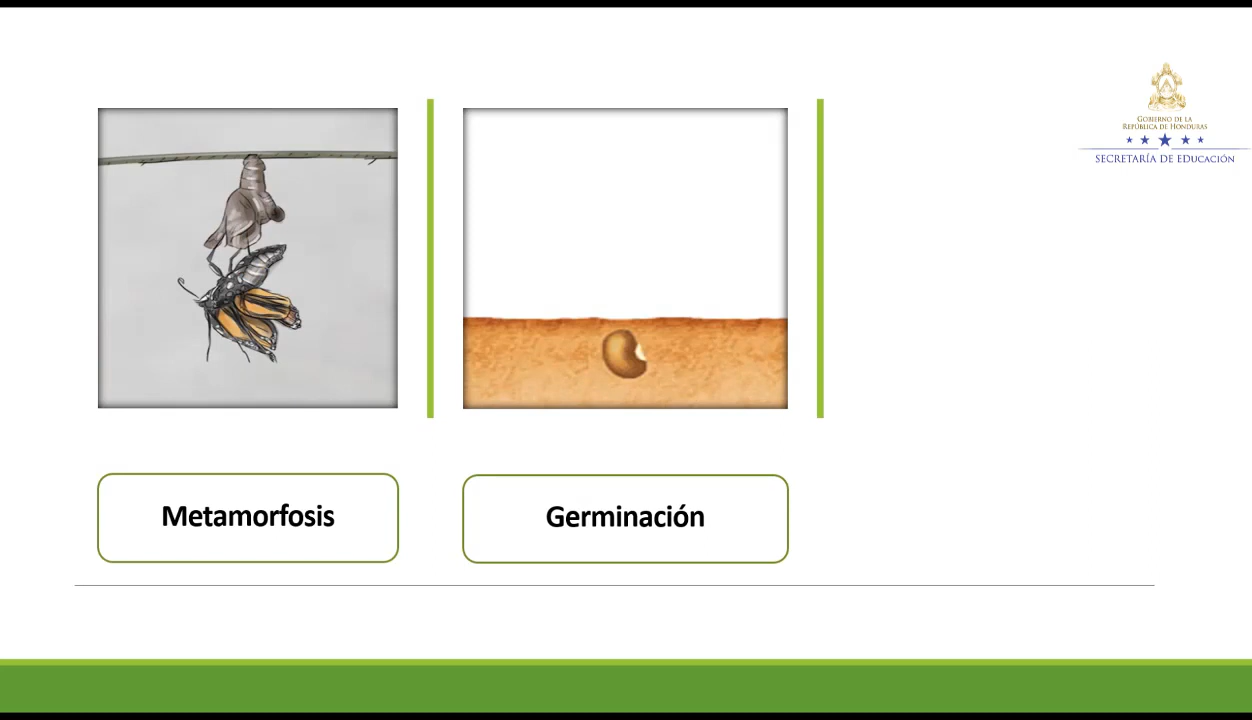 GOBIERNO DE LA
REPÚBLICA DE HONDURAS
SECRETARÍA DE EDUCACIÓN
Metamorfosis
Germinación